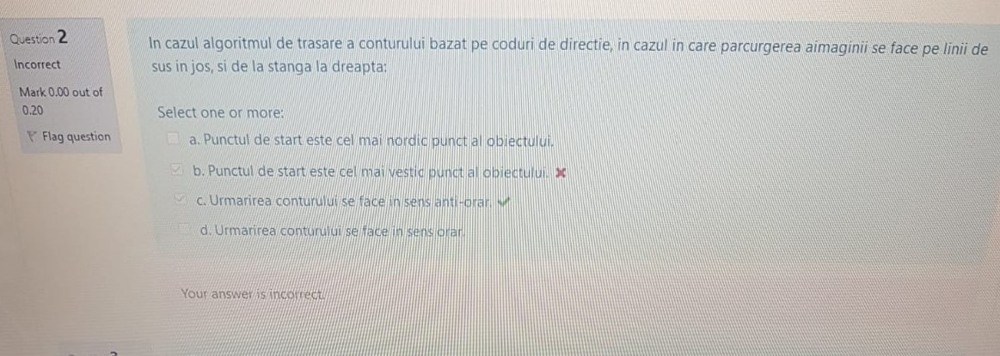 Question 2
Incorrect
Mark 0.00 out of
0.20
Flag question
In cazul algoritmul de trasare a conturului bazat pe coduri de directie, in cazul in care parcurgerea aimaginii se face pe linii de
sus in jos, si de la stanga la dreapta:
Select one or more:
a. Punctul de start este cel mai nordic punct al obiectului.
b. Punctul de start este cel mai vestic punct al obiectului.
c. Urmarirea conturului se face in sens anti-orar.
d. Urmarirea conturului se face in sens orar.
Your answer is incorrect.